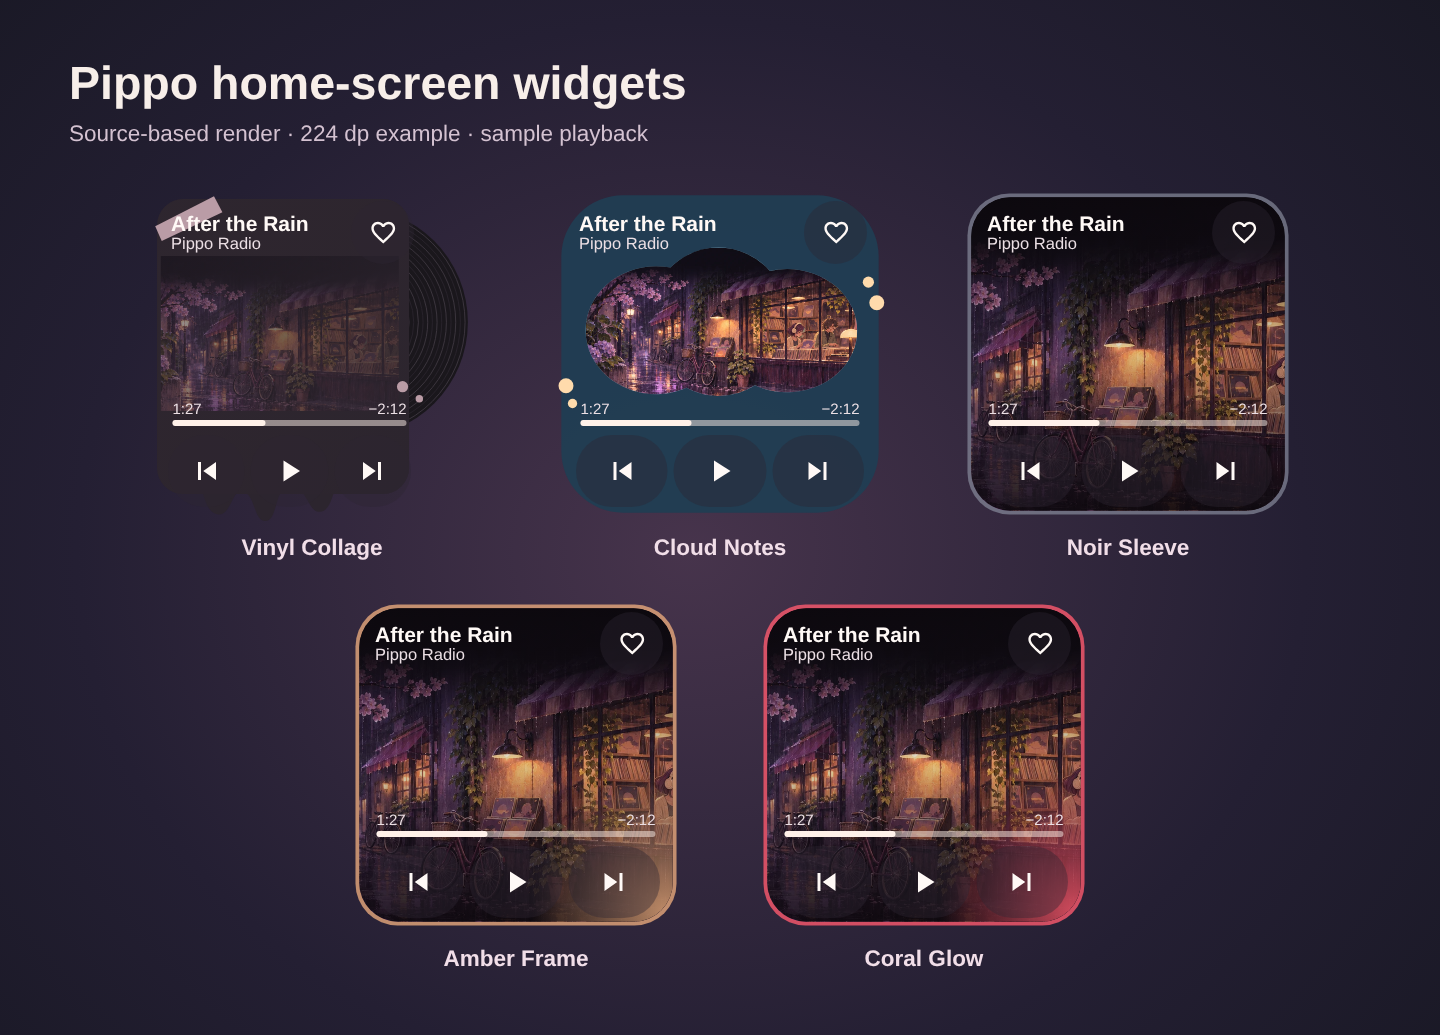 Pippo home-screen widgets
Source-based render · 224 dp example · sample playback
After the Rain
Pippo Radio
1:27 −2:12
Vinyl Collage
After the Rain
Pippo Radio
1:27 −2:12
Cloud Notes
After the Rain
Pippo Radio
1:27 −2:12
Noir Sleeve
After the Rain
Pippo Radio
1:27 −2:12
Amber Frame
After the Rain
Pippo Radio
1:27 −2:12
Coral Glow